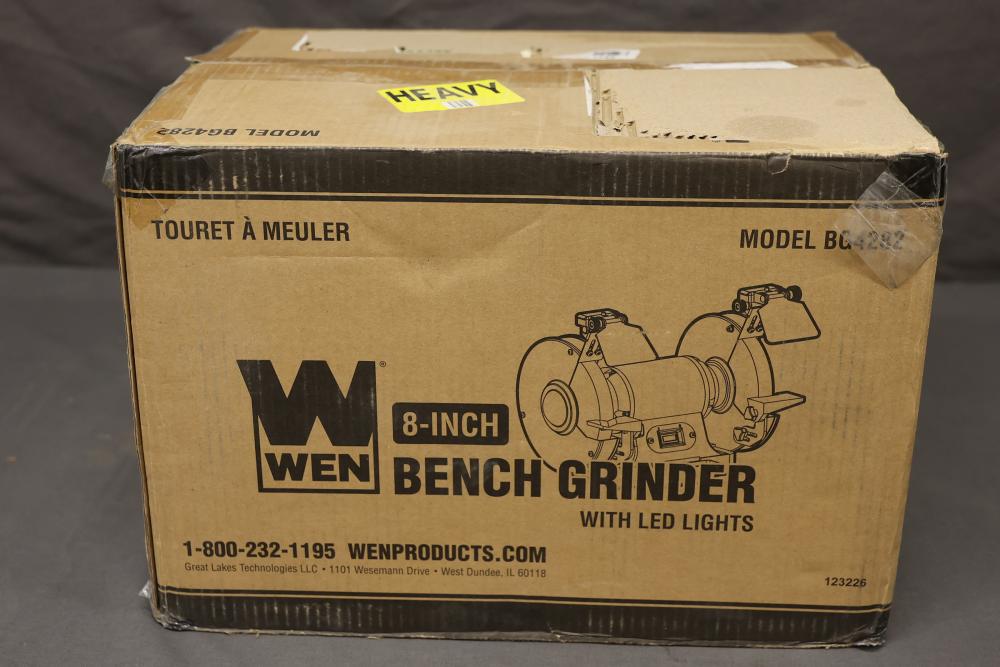 HEAVY
MODEL BG4282
TOURET À MEULER
MODEL BG4282
WEN
8-INCH
BENCH GRINDER
WITH LED LIGHTS
1-800-232-1195 WENPRODUCTS.COM
Great Lakes Technologies LLC • 1101 Wesemann Drive • West Dundee, IL 60118
123226